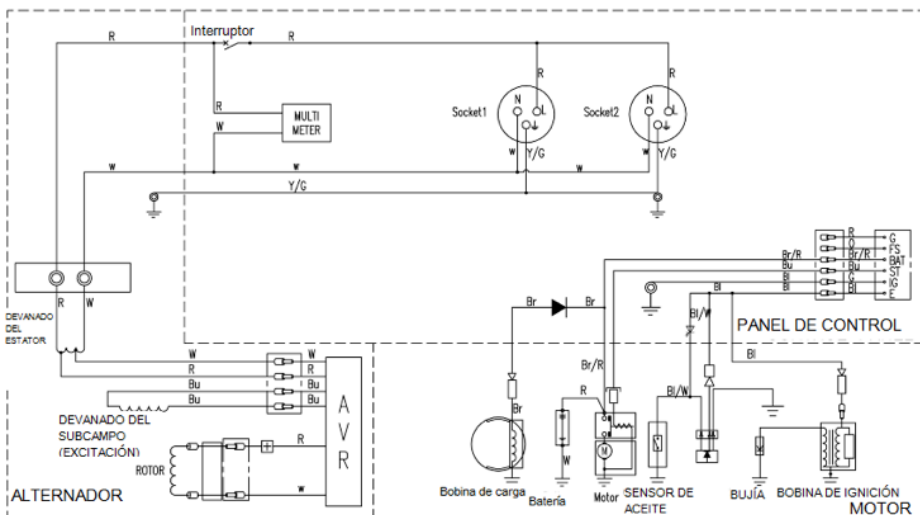 Interruptor
R
R
R
R
R
MULTI
METER
W
N
L
Socket1
N
L
Socket2
W
Y/G
W
Y/G
W
W
W
Y/G
R
W
DEVANADO
DEL
ESTATOR
R
G
FS
Br/R
Br/R
BAT
Bu
Bu
ST
Bl
G
IG
Bl
Bl
Bl
E
PANEL DE CONTROL
Br
Br
Bl/W
Bl
W
W
R
R
Bu
Bu
Bu
Bu
A
V
R
DEVANADO DEL
SUBCAMPO
(EXCITACIÓN)
ROTOR
R
W
ALTERNADOR
Br/R
R
Bl/W
Br
W
M
Bobina de carga
Batería
Motor
SENSOR DE
ACEITE
BUJÍA
BOBINA DE IGNICIÓN
MOTOR